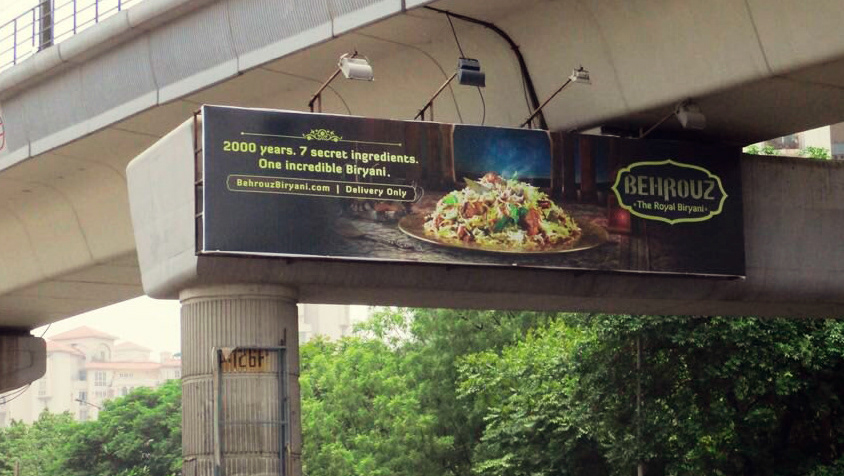 2000 years. 7 secret ingredients.
One incredible Biryani.
BehrouzBiryani.com | Delivery Only
BEHROUZ
•The Royal Biryani•